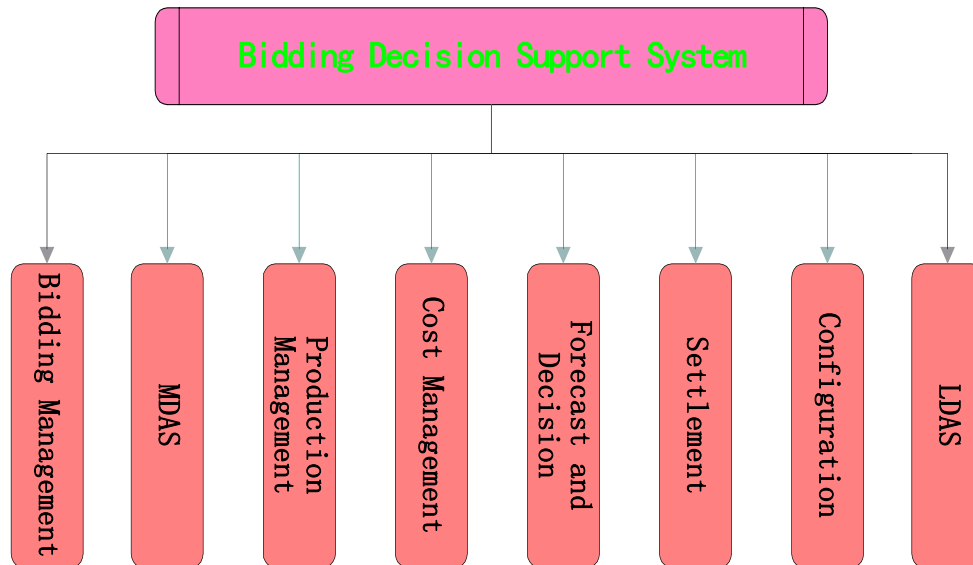 Bidding Decision Support System
Bidding Management
MDAS
Production
Management
Cost Management
Forecast and
Decision
Settlement
Configuration
LDAS